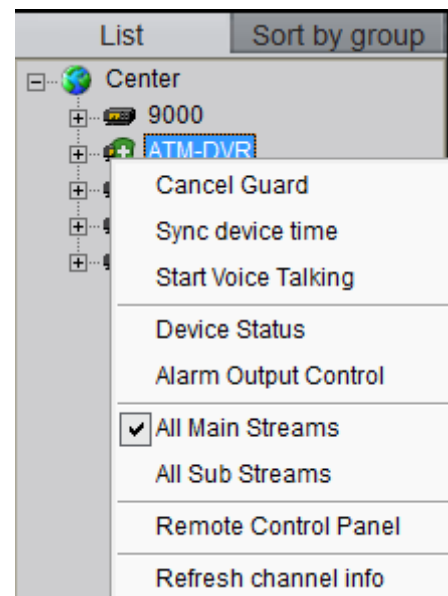 List Sort by group
Center
9000
ATM-DVR
Cancel Guard
Sync device time
Start Voice Talking
Device Status
Alarm Output Control
All Main Streams
All Sub Streams
Remote Control Panel
Refresh channel info